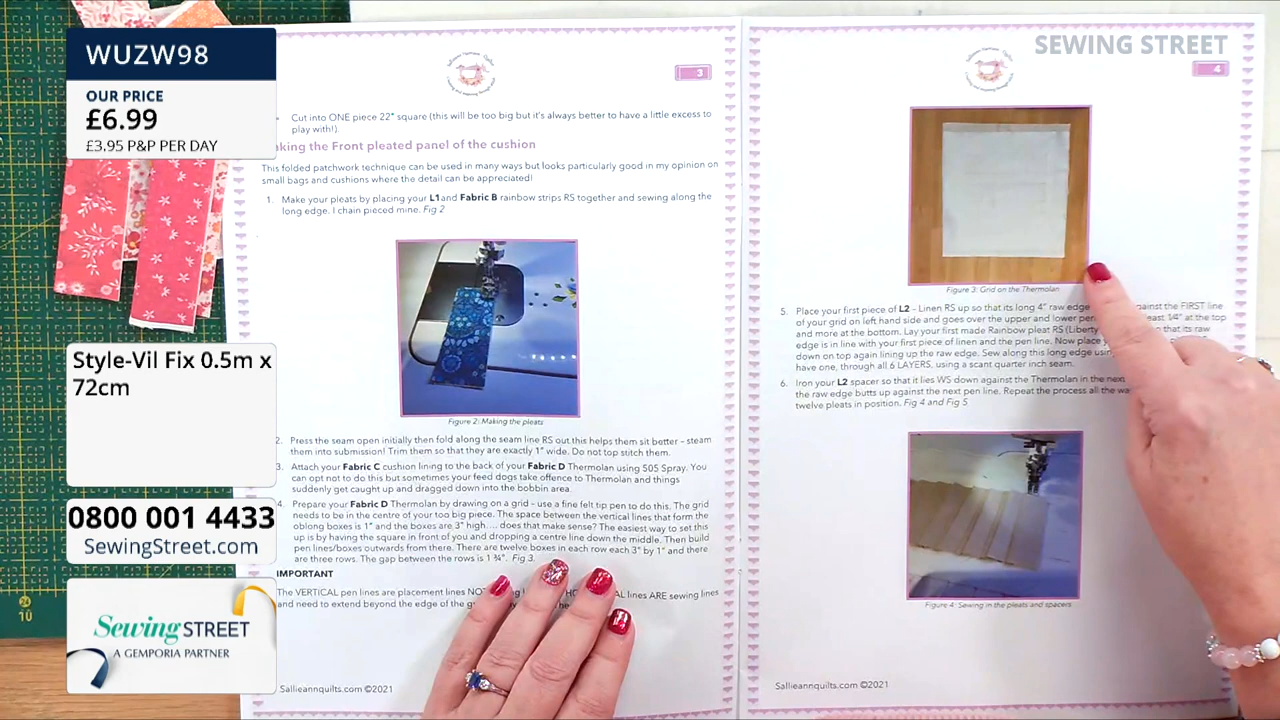 WUZW98
OUR PRICE
£6.99
£3.95 P&P PER DAY
Style-Vil Fix 0.5m x
72cm
0800 001 4433
SewingStreet.com
Sewing STREET
A GEMPORIA PARTNER
SEWING STREET
24
10
3
Cut into ONE piece 22" square (this will be too big but it's always better to have a little excess to
play with!).
king the Front pleated panel of the cushion
This folded patchwork technique can be used in many ways but looks particularly good in my opinion on
small bags and cushions where the detail can be appreciated!
1. Make your pleats by placing your L1 and Fabric B rainbow strips RS together and sewing along the
long edge. I chain pieced mine. Fig 2
Figure 2: Making the pleats
2. Press the seam open initially then fold along the seam line RS out this helps them sit better – steam
them into submission! Trim them so that they are exactly 1" wide. Do not top stitch them.
3. Attach your Fabric C cushion lining to the back of your Fabric D Thermolan using 505 Spray. You
can opt not to do this but sometimes your feed dogs take offence to Thermolan and things
suddenly get caught up and dragged down into the bobbin area.
4. Prepare your Fabric D Thermolan by drawing on a grid – use a fine felt tip pen to do this. The grid
needs to be in the centre of your too big piece. The space between the vertical lines that form the
oblong boxes is 1" and the boxes are 3" high…. does that make sense? The easiest way to set this
up is by having the square in front of you and dropping a centre line down the middle. Then build
pen lines/boxes outwards from there. There are twelve boxes in each row each 3" by 1" and there
are three rows. The gap between the rows is 1 ¾". Fig 3.
IMPORTANT
The VERTICAL pen lines are placement lines NO lines ARE sewing lines
and need to extend beyond the edge of the
Sallieannquilts.com ©2021
4
Figure 3: Grid on the Thermolan
5. Place your first piece of L2 – Linen RS up so that its long 4" raw edge against the FIRST line
of your grid on left hand side and goes over the upper and lower 1/4" at the top
and more at the bottom. Lay your first made Rainbow pleat RS (Liberty so that its raw
edge is in line with your first piece of linen and the pen line. Now place
down on top again lining up the raw edge. Sew along this long edge
have one, through all 6 LAYERS, using a scant quarter inch seam.
6. Iron your L2 spacer so that it lies WS down against the Thermolan in the next
the raw edge butts up against the next pen line. Repeat the process all the
twelve pleats in position. Fig 4 and Fig 5
Figure 4: Sewing in the pleats and spacers
Sallieannquilts.com ©2021